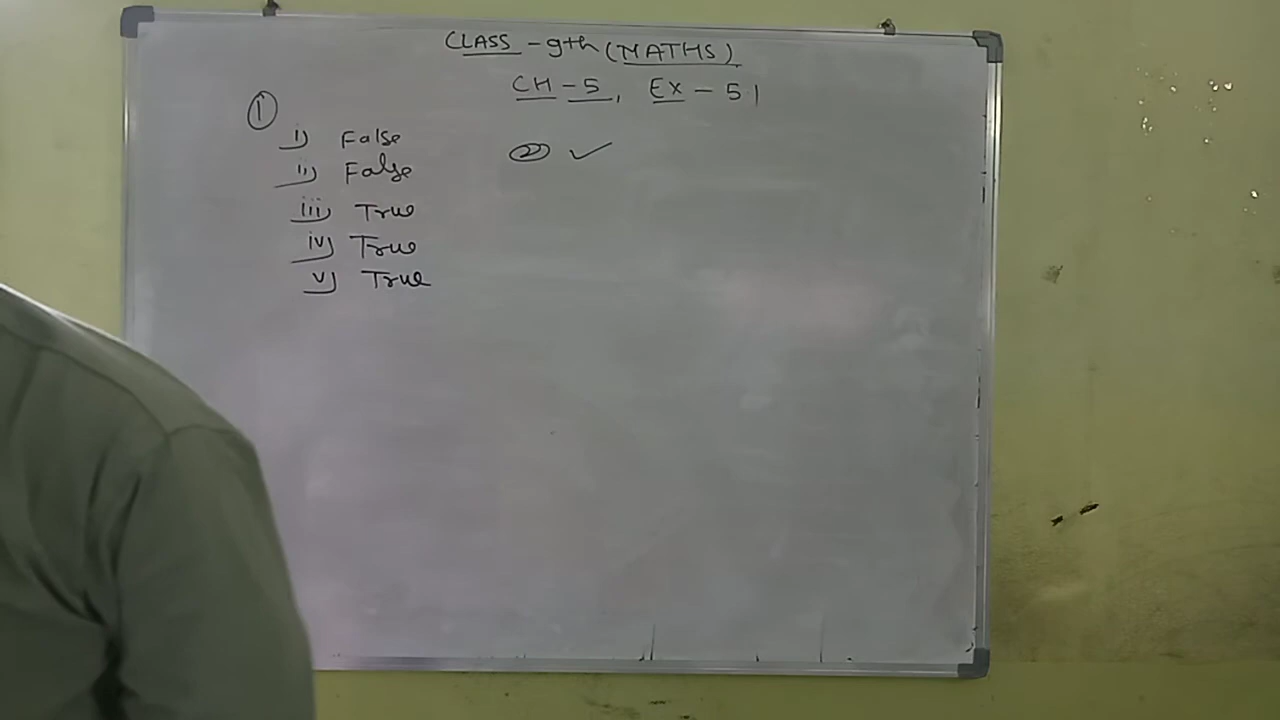 CLASS - 9th (MATHS)
CH - 5, EX - 5.1
①
i) False
ii) False
iii) True
iv) True
v) True
② ✓